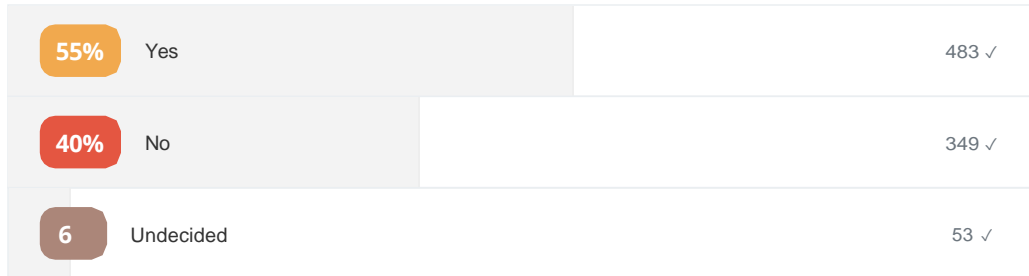 55% Yes 483 ✓
40% No 349 ✓
6 Undecided 53 ✓